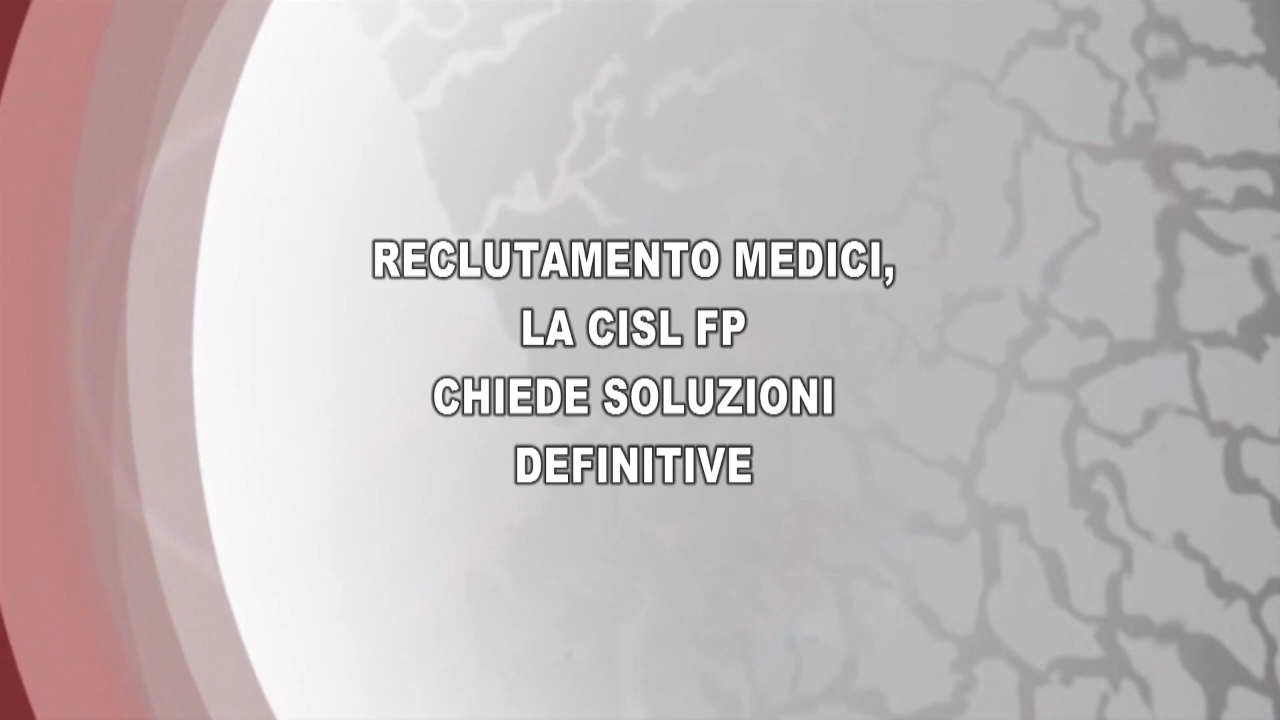 RECLUTAMENTO MEDICI,
LA CISL FP
CHIEDE SOLUZIONI
DEFINITIVE